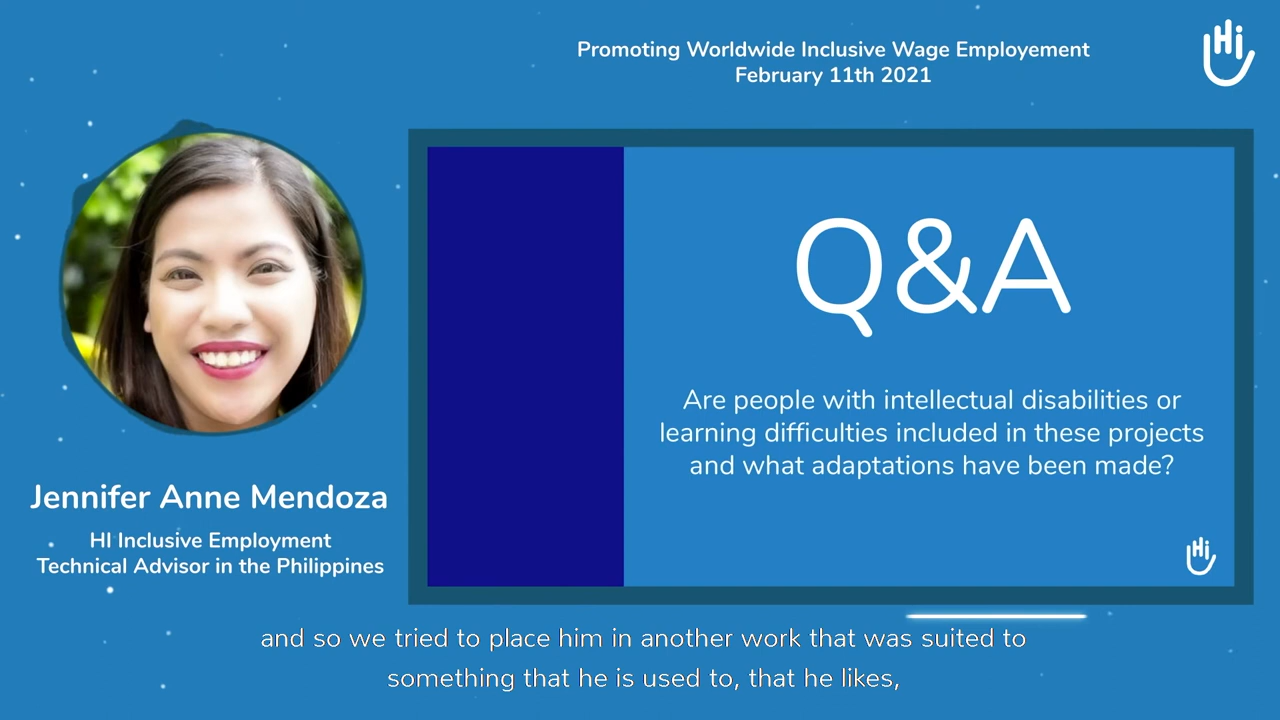 Promoting Worldwide Inclusive Wage Employement
February 11th 2021
Hi
Q&A
Are people with intellectual disabilities or
learning difficulties included in these projects
and what adaptations have been made?
Hi
Jennifer Anne Mendoza
HI Inclusive Employment
Technical Advisor in the Philippines
and so we tried to place him in another work that was suited to
something that he is used to, that he likes,